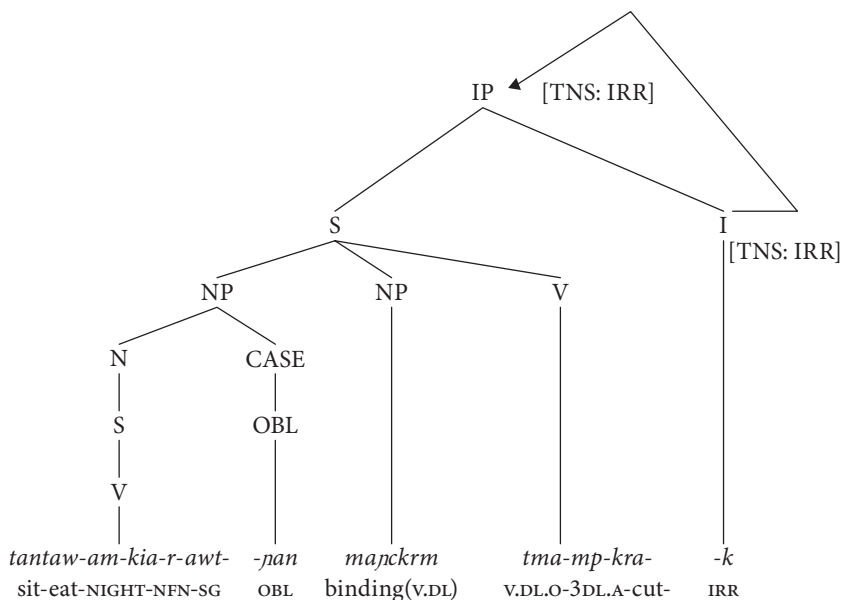 IP [TNS: IRR]
S I
[TNS: IRR]
NP NP V
N CASE
S OBL
V
tantaw-am-kia-r-awt- -ɲan maɲckrm tma-mp-kra- -k
sit-eat-NIGHT-NFN-SG OBL binding(V.DL) V.DL.O-3DL.A-cut- IRR